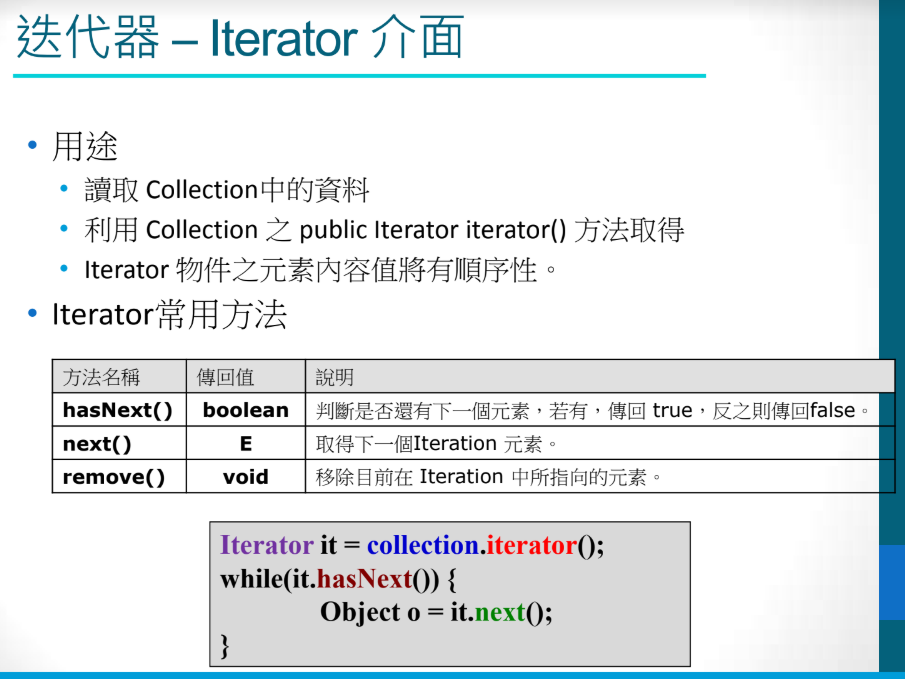 迭代器 – Iterator 介面
用途
讀取 Collection中的資料
利用 Collection 之 public Iterator iterator() 方法取得
Iterator 物件之元素內容值將有順序性。
Iterator常用方法
方法名稱 傳回值 說明
hasNext() boolean 判斷是否還有下一個元素，若有，傳回 true，反之則傳回false。
next() E 取得下一個Iteration 元素。
remove() void 移除目前在 Iteration 中所指向的元素。
Iterator it = collection.iterator();
while(it.hasNext()) {
Object o = it.next();
}